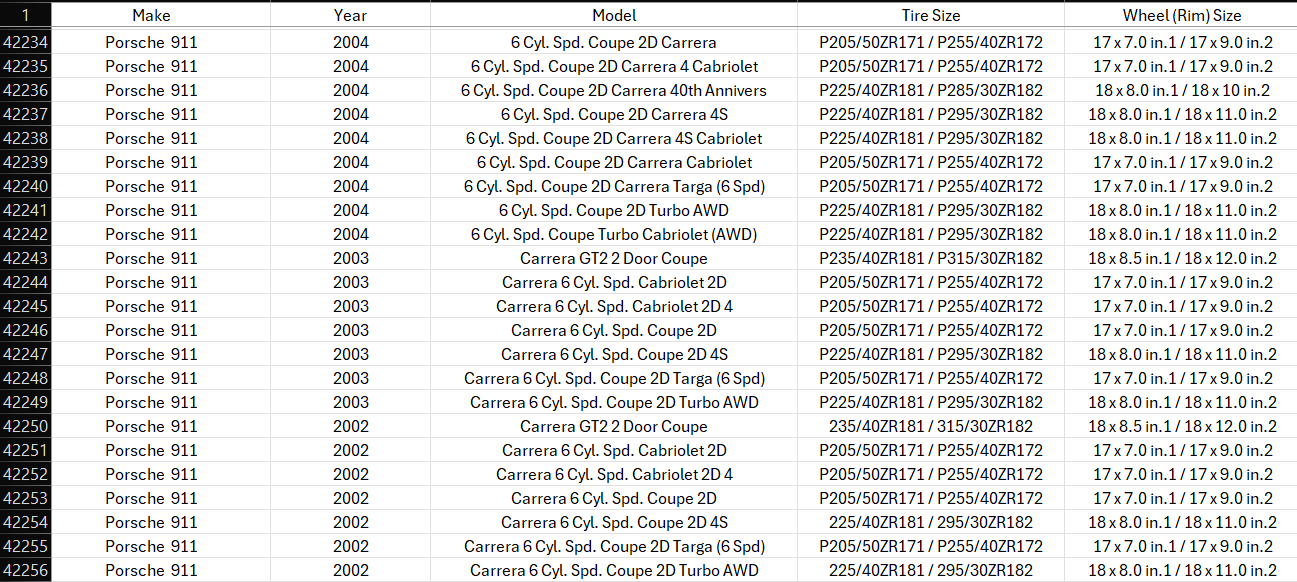 1 Make Year Model Tire Size Wheel (Rim) Size
42234 Porsche 911 2004 6 Cyl. Spd. Coupe 2D Carrera P205/50ZR171 / P255/40ZR172 17 x 7.0 in.1 / 17 x 9.0 in.2
42235 Porsche 911 2004 6 Cyl. Spd. Coupe 2D Carrera 4 Cabriolet P205/50ZR171 / P255/40ZR172 17 x 7.0 in.1 / 17 x 9.0 in.2
42236 Porsche 911 2004 6 Cyl. Spd. Coupe 2D Carrera 40th Annivers P225/40ZR181 / P285/30ZR182 18 x 8.0 in.1 / 18 x 10 in.2
42237 Porsche 911 2004 6 Cyl. Spd. Coupe 2D Carrera 4S P225/40ZR181 / P295/30ZR182 18 x 8.0 in.1 / 18 x 11.0 in.2
42238 Porsche 911 2004 6 Cyl. Spd. Coupe 2D Carrera 4S Cabriolet P225/40ZR181 / P295/30ZR182 18 x 8.0 in.1 / 18 x 11.0 in.2
42239 Porsche 911 2004 6 Cyl. Spd. Coupe 2D Carrera Cabriolet P205/50ZR171 / P255/40ZR172 17 x 7.0 in.1 / 17 x 9.0 in.2
42240 Porsche 911 2004 6 Cyl. Spd. Coupe 2D Carrera Targa (6 Spd) P205/50ZR171 / P255/40ZR172 17 x 7.0 in.1 / 17 x 9.0 in.2
42241 Porsche 911 2004 6 Cyl. Spd. Coupe 2D Turbo AWD P225/40ZR181 / P295/30ZR182 18 x 8.0 in.1 / 18 x 11.0 in.2
42242 Porsche 911 2004 6 Cyl. Spd. Coupe Turbo Cabriolet (AWD) P225/40ZR181 / P295/30ZR182 18 x 8.0 in.1 / 18 x 11.0 in.2
42243 Porsche 911 2003 Carrera GT2 2 Door Coupe P235/40ZR181 / P315/30ZR182 18 x 8.5 in.1 / 18 x 12.0 in.2
42244 Porsche 911 2003 Carrera 6 Cyl. Spd. Cabriolet 2D P205/50ZR171 / P255/40ZR172 17 x 7.0 in.1 / 17 x 9.0 in.2
42245 Porsche 911 2003 Carrera 6 Cyl. Spd. Cabriolet 2D 4 P205/50ZR171 / P255/40ZR172 17 x 7.0 in.1 / 17 x 9.0 in.2
42246 Porsche 911 2003 Carrera 6 Cyl. Spd. Coupe 2D P205/50ZR171 / P255/40ZR172 17 x 7.0 in.1 / 17 x 9.0 in.2
42247 Porsche 911 2003 Carrera 6 Cyl. Spd. Coupe 2D 4S P225/40ZR181 / P295/30ZR182 18 x 8.0 in.1 / 18 x 11.0 in.2
42248 Porsche 911 2003 Carrera 6 Cyl. Spd. Coupe 2D Targa (6 Spd) P205/50ZR171 / P255/40ZR172 17 x 7.0 in.1 / 17 x 9.0 in.2
42249 Porsche 911 2003 Carrera 6 Cyl. Spd. Coupe 2D Turbo AWD P225/40ZR181 / P295/30ZR182 18 x 8.0 in.1 / 18 x 11.0 in.2
42250 Porsche 911 2002 Carrera GT2 2 Door Coupe 235/40ZR181 / 315/30ZR182 18 x 8.5 in.1 / 18 x 12.0 in.2
42251 Porsche 911 2002 Carrera 6 Cyl. Spd. Cabriolet 2D P205/50ZR171 / P255/40ZR172 17 x 7.0 in.1 / 17 x 9.0 in.2
42252 Porsche 911 2002 Carrera 6 Cyl. Spd. Cabriolet 2D 4 P205/50ZR171 / P255/40ZR172 17 x 7.0 in.1 / 17 x 9.0 in.2
42253 Porsche 911 2002 Carrera 6 Cyl. Spd. Coupe 2D P205/50ZR171 / P255/40ZR172 17 x 7.0 in.1 / 17 x 9.0 in.2
42254 Porsche 911 2002 Carrera 6 Cyl. Spd. Coupe 2D 4S 225/40ZR181 / 295/30ZR182 18 x 8.0 in.1 / 18 x 11.0 in.2
42255 Porsche 911 2002 Carrera 6 Cyl. Spd. Coupe 2D Targa (6 Spd) P205/50ZR171 / P255/40ZR172 17 x 7.0 in.1 / 17 x 9.0 in.2
42256 Porsche 911 2002 Carrera 6 Cyl. Spd. Coupe 2D Turbo AWD 225/40ZR181 / 295/30ZR182 18 x 8.0 in.1 / 18 x 11.0 in.2